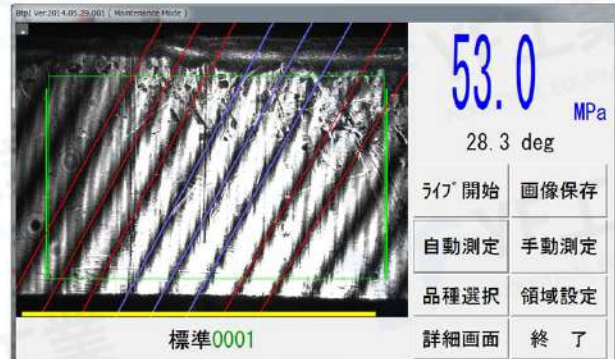 Btp1 Ver:2014.05.29.001 ( Maintenance Mode )
53.0
MPa
28.3 deg
ﾗｲﾌﾞ開始 画像保存
自動測定 手動測定
品種選択 領域設定
標準0001
詳細画面 終 了